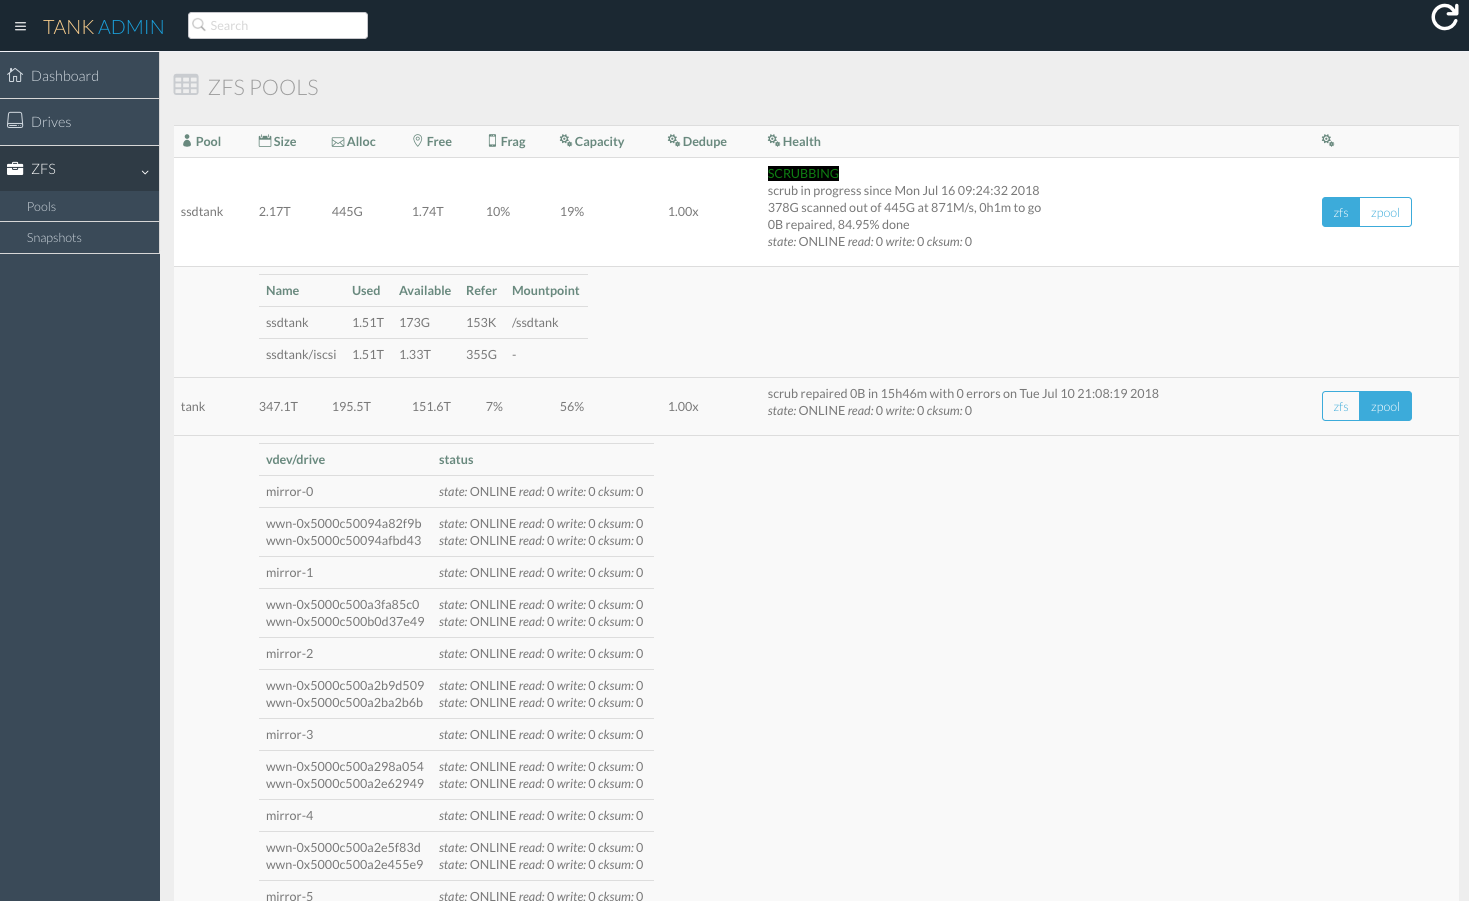 TANK ADMIN
Search
Dashboard
Drives
ZFS
Pools
Snapshots
ZFS POOLS
Pool Size Alloc Free Frag Capacity Dedupe Health
SCRUBBING
scrub in progress since Mon Jul 16 09:24:32 2018
378G scanned out of 445G at 871M/s, 0h1m to go
0B repaired, 84.95% done
state: ONLINE read: 0 write: 0 cksum: 0
ssdtank 2.17T 445G 1.74T 10% 19% 1.00x zfs zpool
Name Used Available Refer Mountpoint
ssdtank 1.51T 173G 153K /ssdtank
ssdtank/iscsi 1.51T 1.33T 355G -
scrub repaired 0B in 15h46m with 0 errors on Tue Jul 10 21:08:19 2018
state: ONLINE read: 0 write: 0 cksum: 0
tank 347.1T 195.5T 151.6T 7% 56% 1.00x zfs zpool
vdev/drive status
mirror-0 state: ONLINE read: 0 write: 0 cksum: 0
wwn-0x5000c50094a82f9b state: ONLINE read: 0 write: 0 cksum: 0
wwn-0x5000c50094afbd43 state: ONLINE read: 0 write: 0 cksum: 0
mirror-1 state: ONLINE read: 0 write: 0 cksum: 0
wwn-0x5000c500a3fa85c0 state: ONLINE read: 0 write: 0 cksum: 0
wwn-0x5000c500b0d37e49 state: ONLINE read: 0 write: 0 cksum: 0
mirror-2 state: ONLINE read: 0 write: 0 cksum: 0
wwn-0x5000c500a2b9d509 state: ONLINE read: 0 write: 0 cksum: 0
wwn-0x5000c500a2ba2b6b state: ONLINE read: 0 write: 0 cksum: 0
mirror-3 state: ONLINE read: 0 write: 0 cksum: 0
wwn-0x5000c500a298a054 state: ONLINE read: 0 write: 0 cksum: 0
wwn-0x5000c500a2e62949 state: ONLINE read: 0 write: 0 cksum: 0
mirror-4 state: ONLINE read: 0 write: 0 cksum: 0
wwn-0x5000c500a2e5f83d state: ONLINE read: 0 write: 0 cksum: 0
wwn-0x5000c500a2e455e9 state: ONLINE read: 0 write: 0 cksum: 0
mirror-5 state: ONLINE read: 0 write: 0 cksum: 0